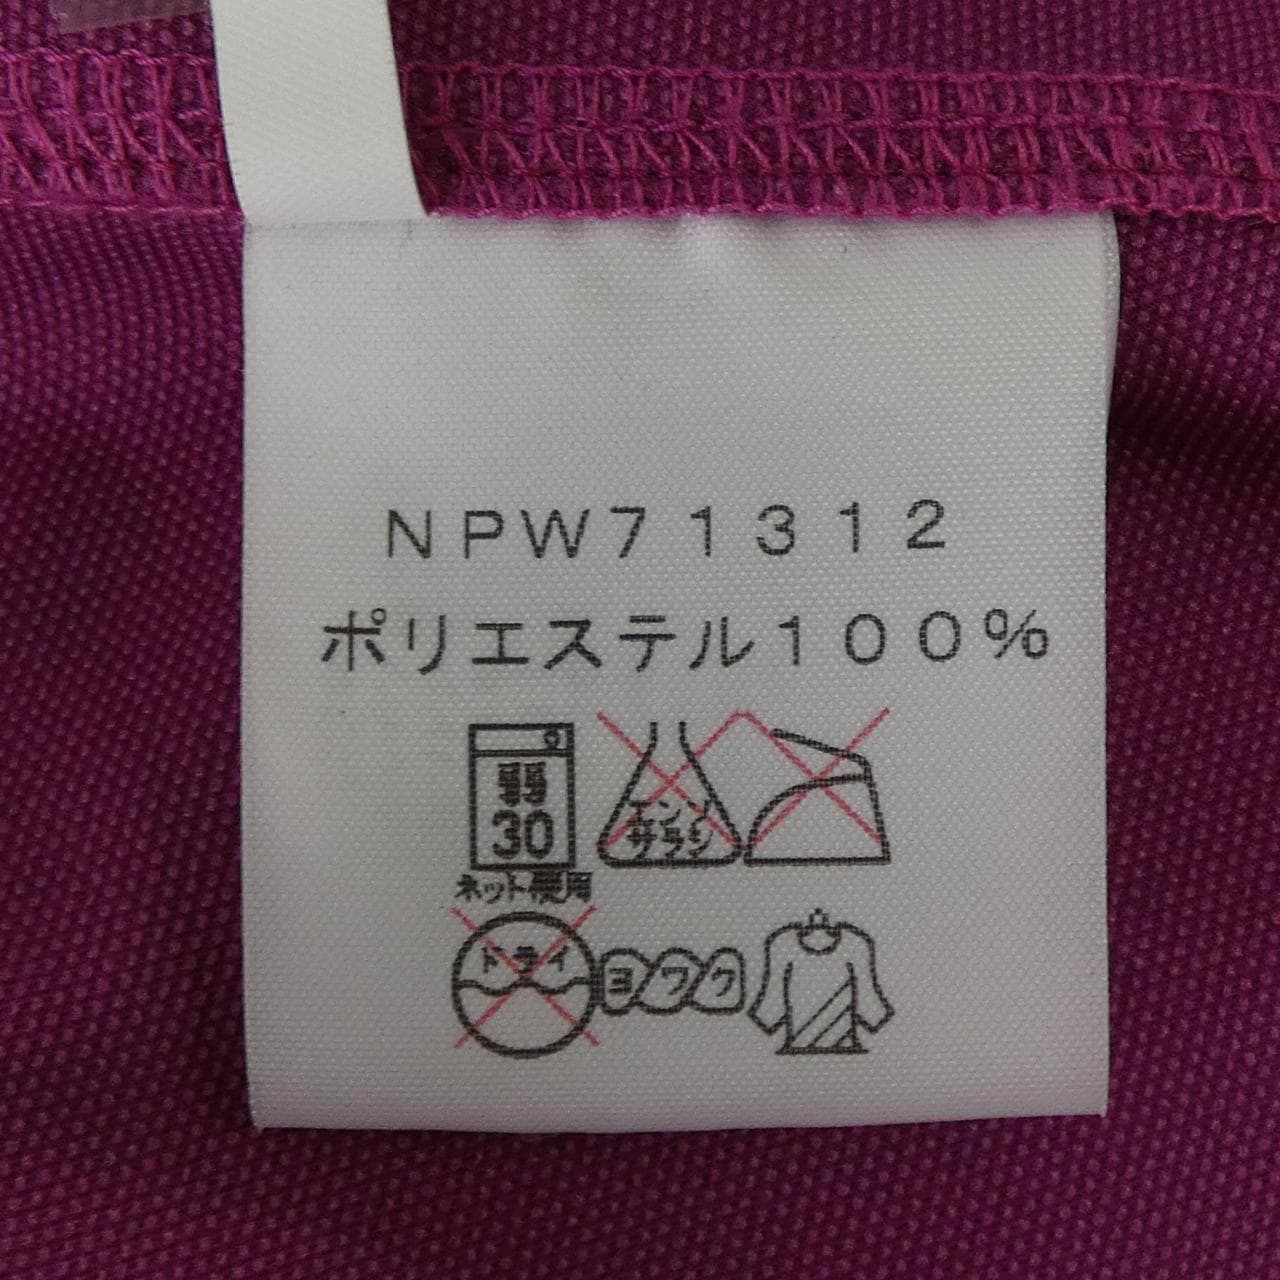 NPW71312
ポリエステル100%
弱
30
エンソ
サラシ
ネット使用
ドライ
ヨワク